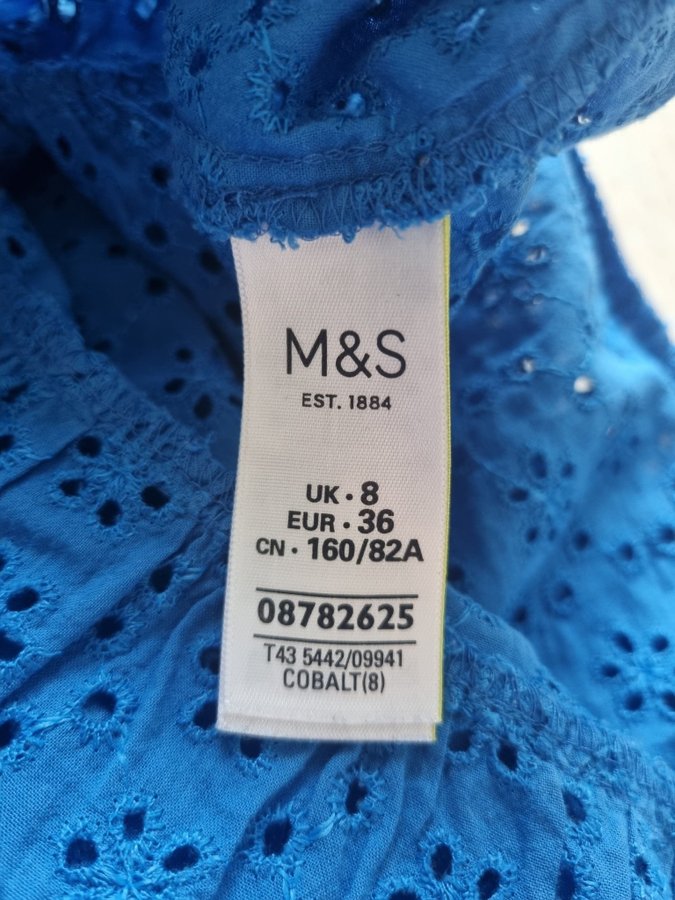 M&S
EST. 1884
UK • 8
EUR • 36
CN • 160/82A
08782625
T43 5442/09941
COBALT(8)